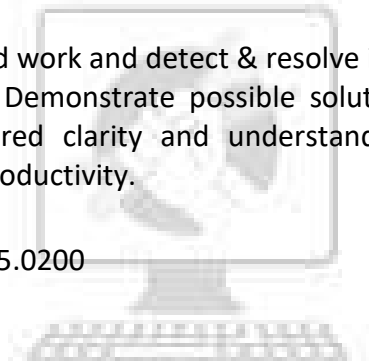 d work and detect & resolve
Demonstrate possible solut
red clarity and understand
oductivity.
5.0200